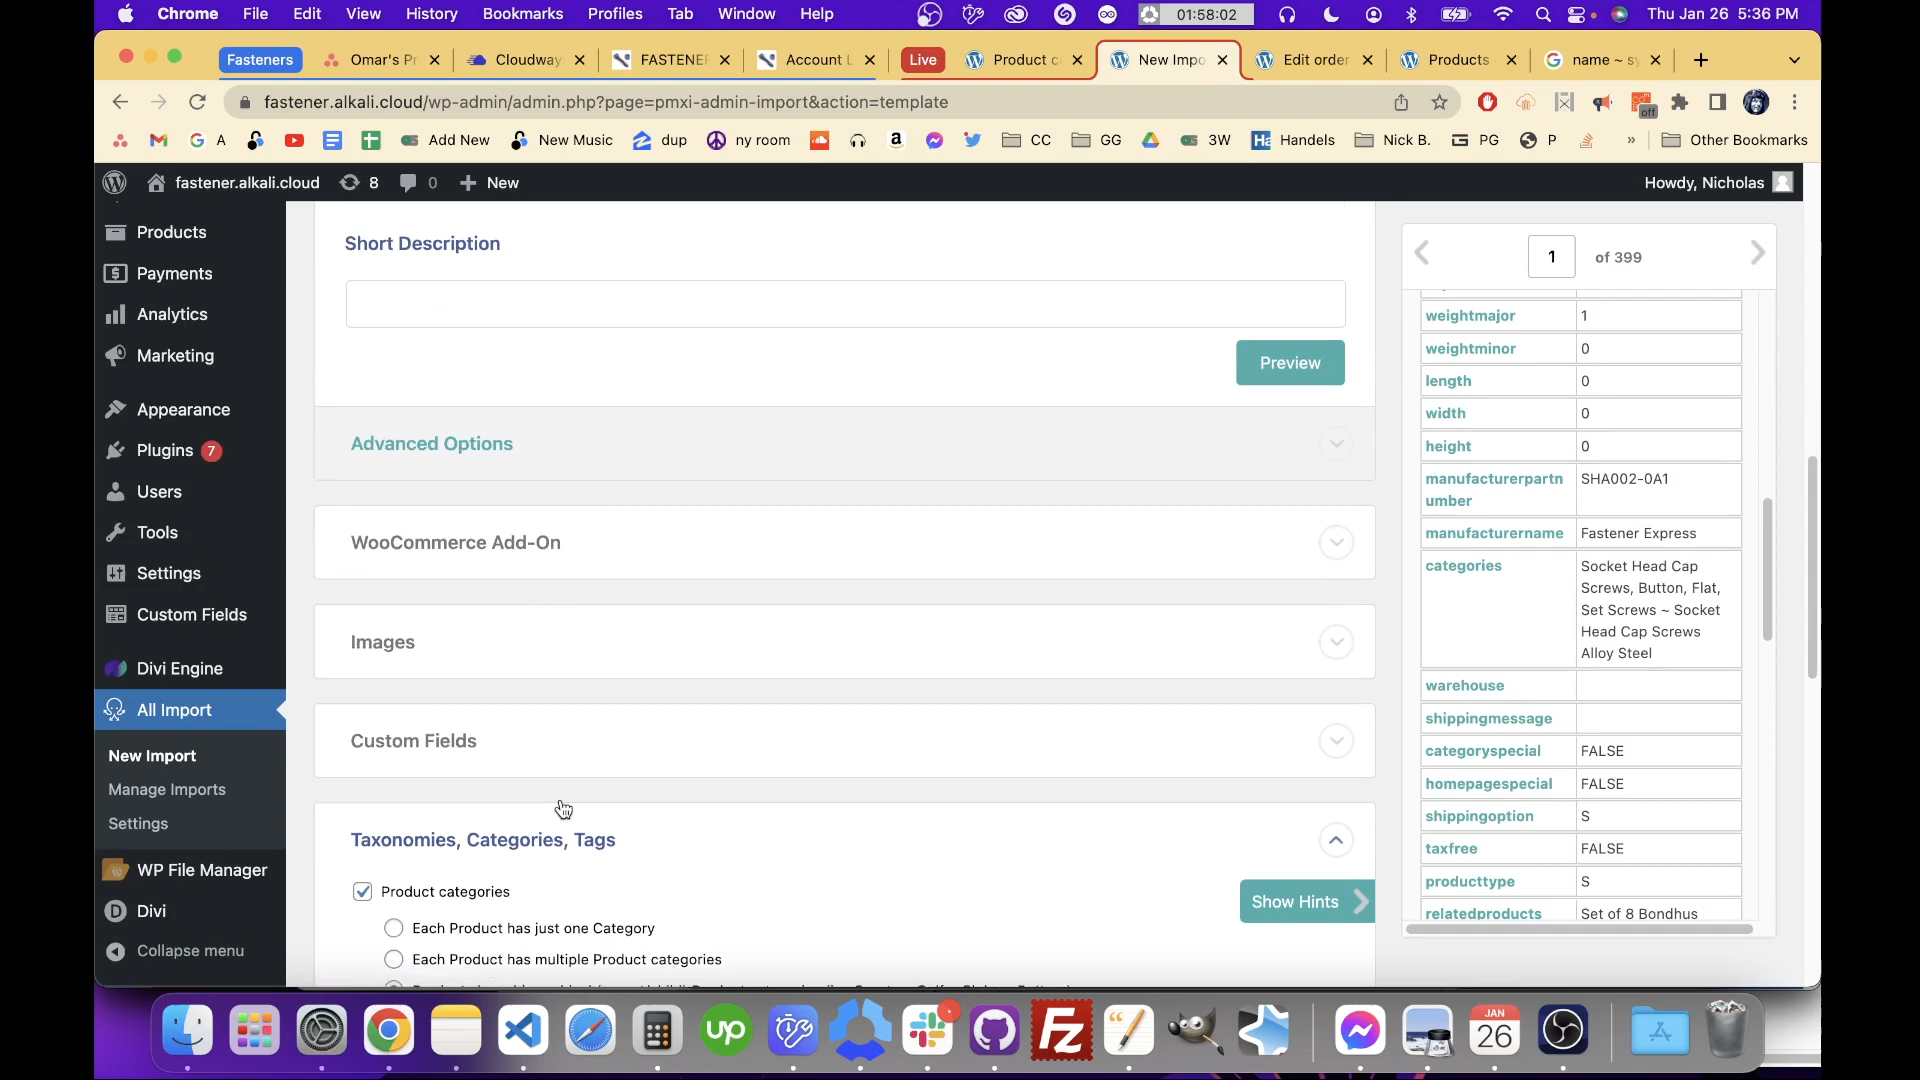 Chrome File Edit View History Bookmarks Profiles Tab Window Help 01:58:02 Thu Jan 26 5:36 PM
Fasteners Omar's Pr Cloudway FASTENER Account L Live Product c New Impo Edit order Products name ~ sy
fastener.alkali.cloud/wp-admin/admin.php?page=pmxi-admin-import&action=template off
A Add New New Music dup ny room CC GG 3W Handels Nick B. PG P » Other Bookmarks
fastener.alkali.cloud 8 0 New Howdy, Nicholas
Products
Payments
Analytics
Marketing
Appearance
Plugins 7
Users
Tools
Settings
Custom Fields
Divi Engine
All Import
New Import
Manage Imports
Settings
WP File Manager
Divi
Collapse menu
Short Description
Preview
Advanced Options
WooCommerce Add-On
Images
Custom Fields
Taxonomies, Categories, Tags
Product categories
Show Hints
Each Product has just one Category
Each Product has multiple Product categories
1 of 399
weightmajor 1
weightminor 0
length 0
width 0
height 0
manufacturerpartn SHA002-0A1
umber
manufacturername Fastener Express
categories Socket Head Cap
Screws, Button, Flat,
Set Screws ~ Socket
Head Cap Screws
Alloy Steel
warehouse
shippingmessage
categoryspecial FALSE
homepagespecial FALSE
shippingoption S
taxfree FALSE
producttype S
relatedproducts Set of 8 Bondhus
up
Fz
JAN
26